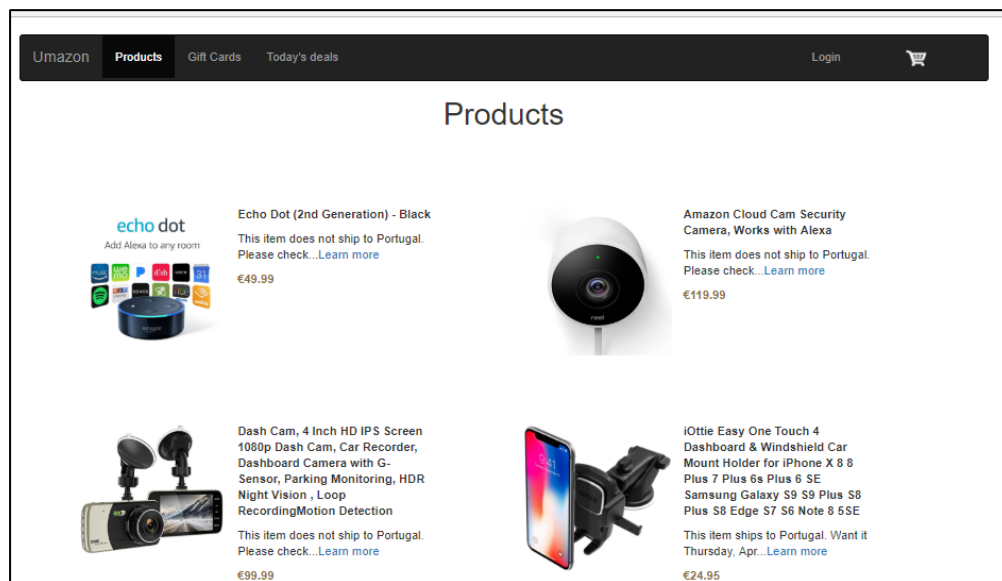 Umazon Products Gift Cards Today's deals Login
Products
echo dot
Add Alexa to any room
Echo Dot (2nd Generation) - Black
This item does not ship to Portugal.
Please check...Learn more
€49.99
nest
Amazon Cloud Cam Security
Camera, Works with Alexa
This item does not ship to Portugal.
Please check...Learn more
€119.99
Dash Cam, 4 Inch HD IPS Screen
1080p Dash Cam, Car Recorder,
Dashboard Camera with G-
Sensor, Parking Monitoring, HDR
Night Vision , Loop
RecordingMotion Detection
This item does not ship to Portugal.
Please check...Learn more
€99.99
9:41
iOttie Easy One Touch 4
Dashboard & Windshield Car
Mount Holder for iPhone X 8 8
Plus 7 Plus 6s Plus 6 SE
Samsung Galaxy S9 S9 Plus S8
Plus S8 Edge S7 S6 Note 8 5SE
This item ships to Portugal. Want it
Thursday, Apr...Learn more
€24.95